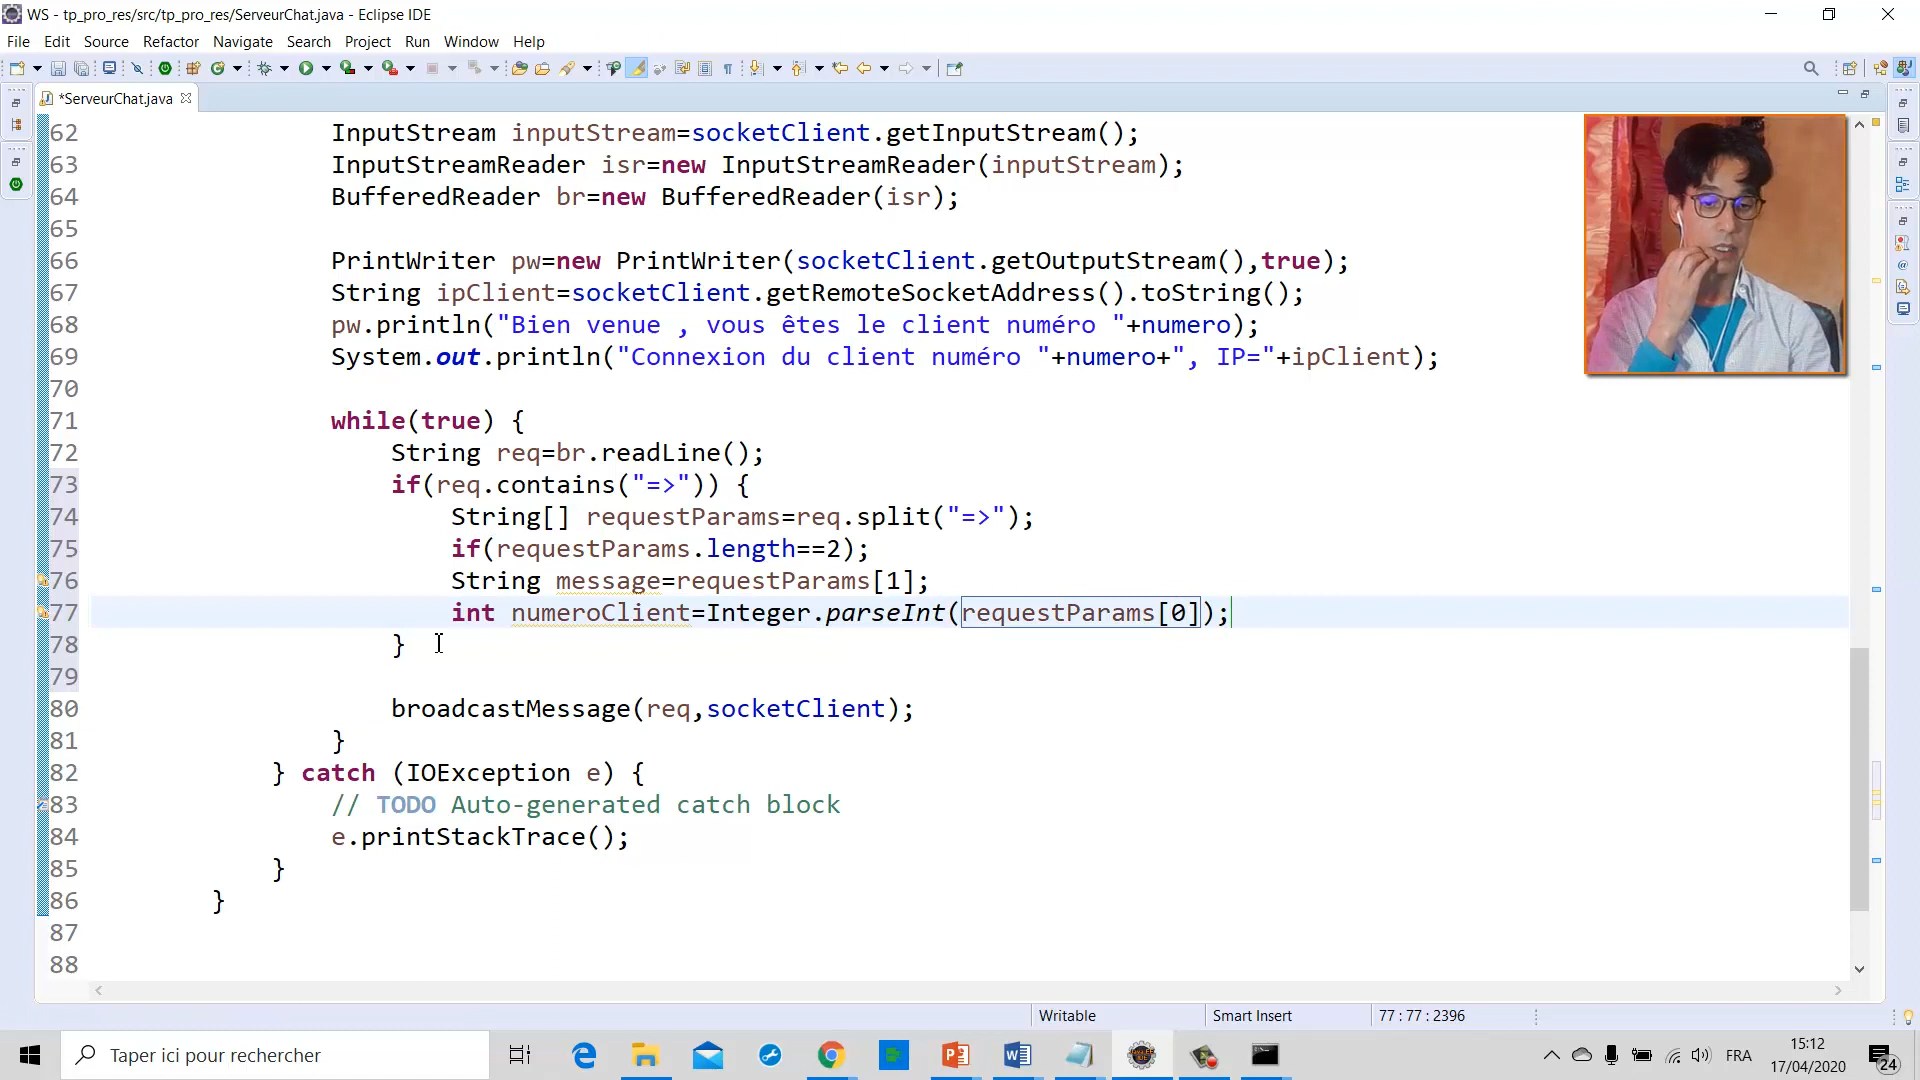 WS - tp_pro_res/src/tp_pro_res/ServeurChat.java - Eclipse IDE
File Edit Source Refactor Navigate Search Project Run Window Help
*ServeurChat.java
62 InputStream inputStream=socketClient.getInputStream();
63 InputStreamReader isr=new InputStreamReader(inputStream);
64 BufferedReader br=new BufferedReader(isr);
65
66 PrintWriter pw=new PrintWriter(socketClient.getOutputStream(),true);
67 String ipClient=socketClient.getRemoteSocketAddress().toString();
68 pw.println("Bien venue , vous êtes le client numéro "+numero);
69 System.out.println("Connexion du client numéro "+numero+", IP="+ipClient);
70
71 while(true) {
72 String req=br.readLine();
73 if(req.contains("=>")) {
74 String[] requestParams=req.split("=>");
75 if(requestParams.length==2);
76 String message=requestParams[1];
77 int numeroClient=Integer.parseInt(requestParams[0]);
78 }
79
80 broadcastMessage(req,socketClient);
81 }
82 } catch (IOException e) {
83 // TODO Auto-generated catch block
84 e.printStackTrace();
85 }
86 }
87
88
Writable Smart Insert 77 : 77 : 2396
Taper ici pour rechercher
FRA
15:12
17/04/2020
24